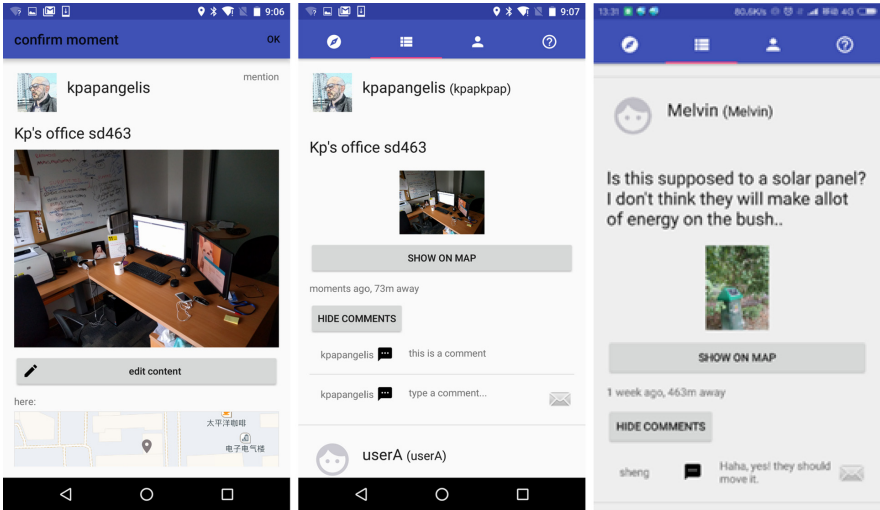 9:06
confirm moment
OK
kpapangelis
mention
Kp's office sd463
edit content
here:
太平洋咖啡
电子电气楼
9:07
kpapangelis (kpapkpap)
Kp's office sd463
SHOW ON MAP
moments ago, 73m away
HIDE COMMENTS
kpapangelis
this is a comment
kpapangelis
type a comment...
userA (userA)
13:31
80.6K/s
4G
Melvin (Melvin)
Is this supposed to a solar panel?
I don't think they will make allot
of energy on the bush..
SHOW ON MAP
1 week ago, 463m away
HIDE COMMENTS
sheng
Haha, yes! they should
move it.